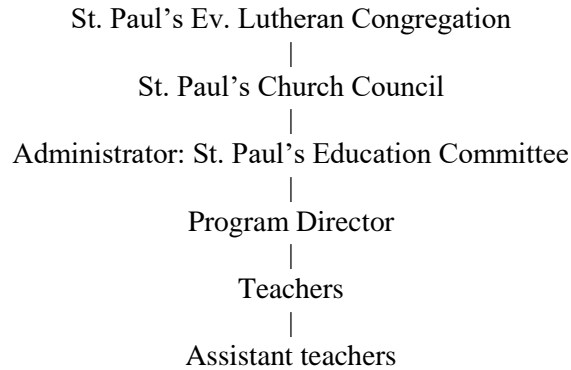 St. Paul’s Ev. Lutheran Congregation
|
St. Paul’s Church Council
|
Administrator: St. Paul’s Education Committee
|
Program Director
|
Teachers
|
Assistant teachers